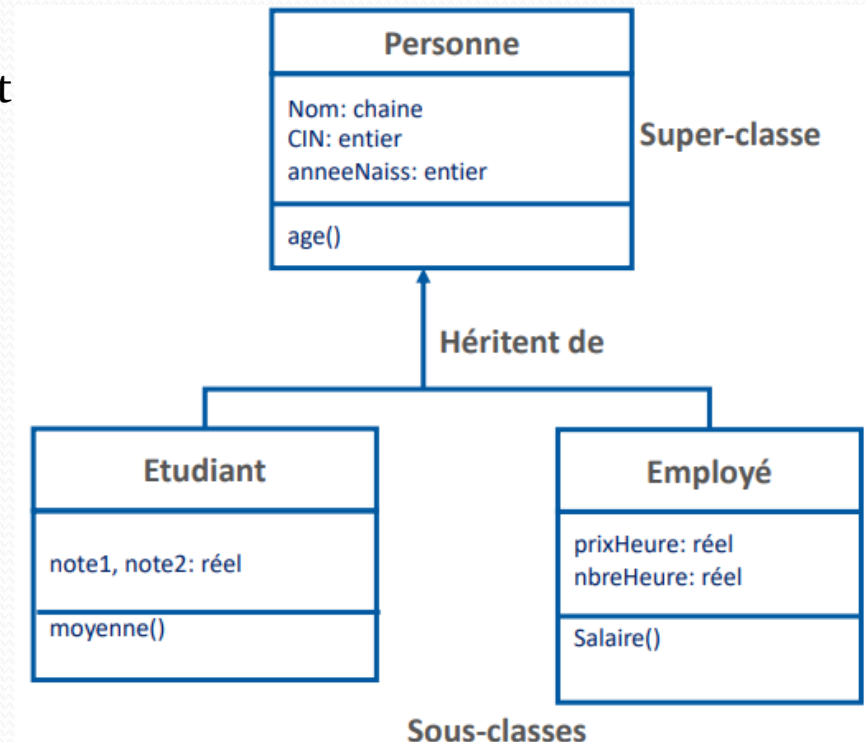 t
Personne
Nom: chaine
CIN: entier
anneeNaiss: entier
Super-classe
age()
Héritent de
Etudiant
note1, note2: réel
moyenne()
Employé
prixHeure: réel
nbreHeure: réel
Salaire()
Sous-classes